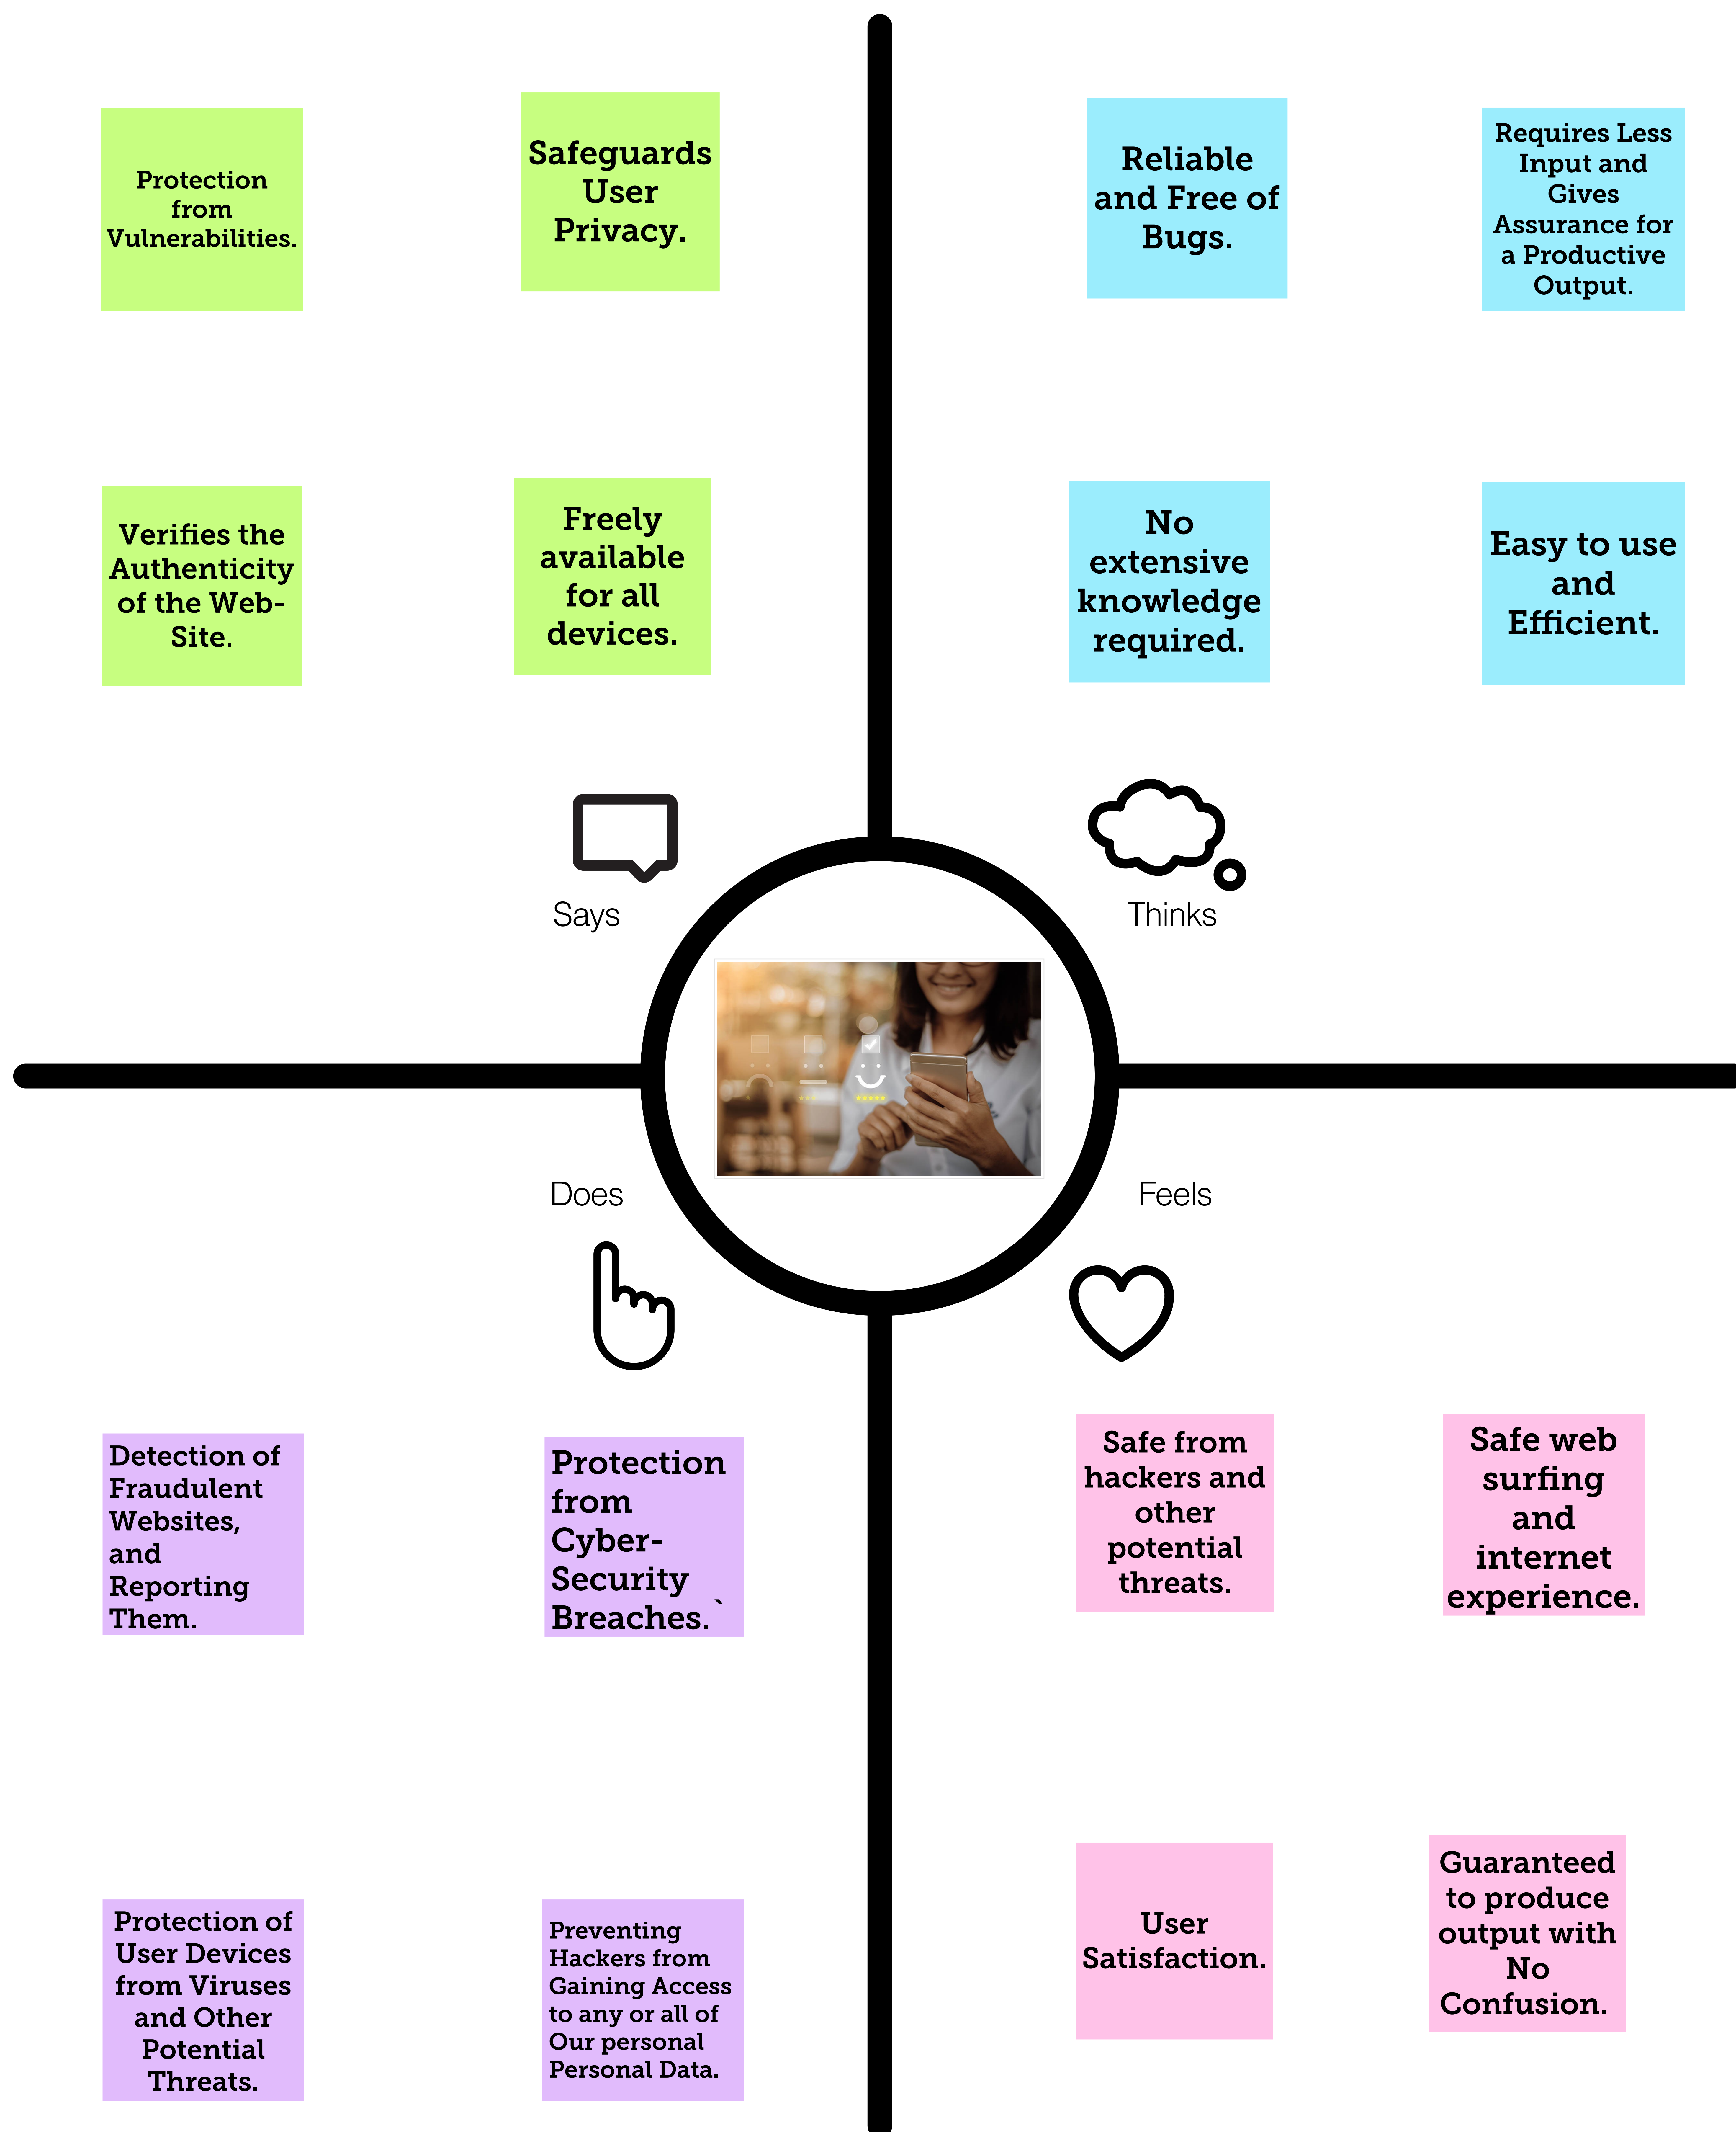 Protection
from
Vulnerabilities.
Safeguards
User
Privacy.
Verifies the
Authenticity
of the Web-
Site.
Freely
available
for all
devices.
Says
Reliable
and Free of
Bugs.
Requires Less
Input and
Gives
Assurance for
a Productive
Output.
No
extensive
knowledge
required.
Easy to use
and
Efficient.
Thinks
Does
Detection of
Fraudulent
Websites,
and
Reporting
Them.
Protection
from
Cyber-
Security
Breaches.`
Protection of
User Devices
from Viruses
and Other
Potential
Threats.
Preventing
Hackers from
Gaining Access
to any or all of
Our personal
Personal Data.
Feels
Safe from
hackers and
other
potential
threats.
Safe web
surfing
and
internet
experience.
User
Satisfaction.
Guaranteed
to produce
output with
No
Confusion.